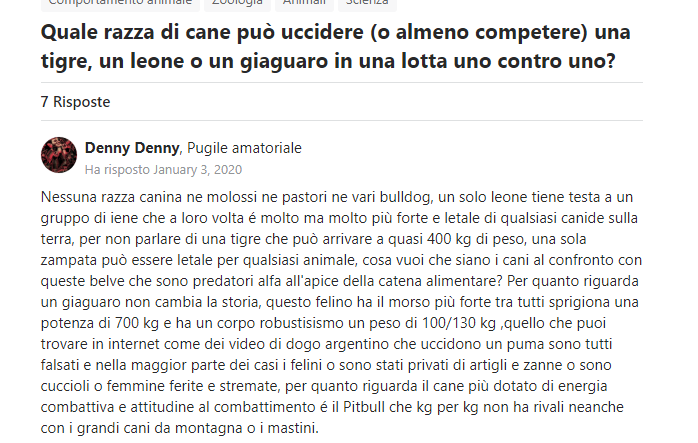 Comportamento animale Zoologia Animali Scienza
Quale razza di cane può uccidere (o almeno competere) una
tigre, un leone o un giaguaro in una lotta uno contro uno?
7 Risposte
Denny Denny, Pugile amatoriale
Ha risposto January 3, 2020
Nessuna razza canina ne molossi ne pastori ne vari bulldog, un solo leone tiene testa a un
gruppo di iene che a loro volta é molto ma molto più forte e letale di qualsiasi canide sulla
terra, per non parlare di una tigre che può arrivare a quasi 400 kg di peso, una sola
zampata può essere letale per qualsiasi animale, cosa vuoi che siano i cani al confronto con
queste belve che sono predatori alfa all'apice della catena alimentare? Per quanto riguarda
un giaguaro non cambia la storia, questo felino ha il morso più forte tra tutti sprigiona una
potenza di 700 kg e ha un corpo robustisismo un peso di 100/130 kg ,quello che puoi
trovare in internet come dei video di dogo argentino che uccidono un puma sono tutti
falsati e nella maggior parte dei casi i felini o sono stati privati di artigli e zanne o sono
cuccioli o femmine ferite e stremate, per quanto riguarda il cane più dotato di energia
combattiva e attitudine al combattimento é il Pitbull che kg per kg non ha rivali neanche
con i grandi cani da montagna o i mastini.